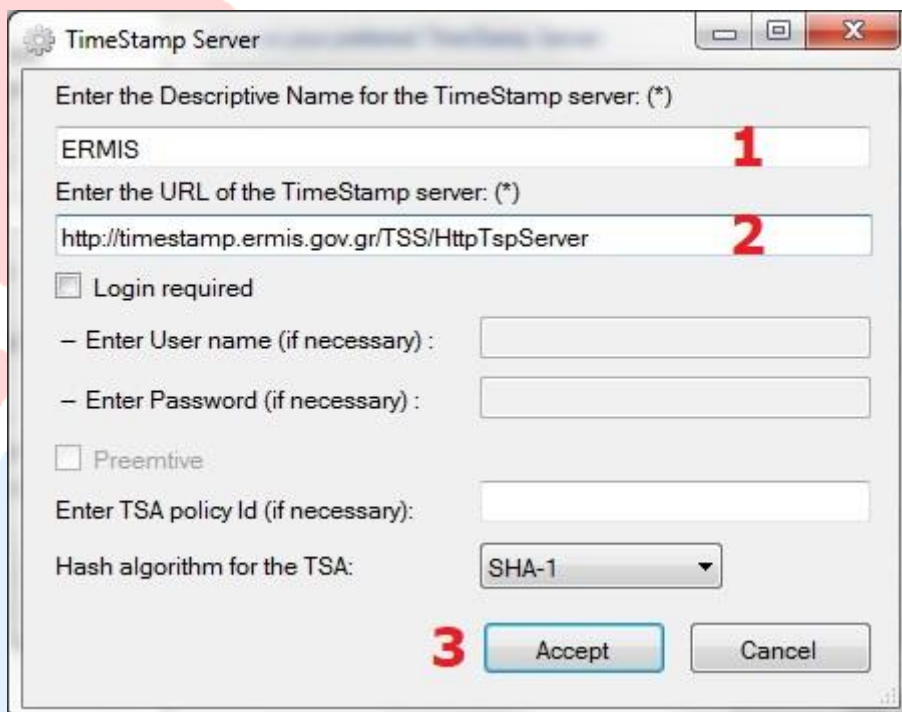 TimeStamp Server
Enter the Descriptive Name for the TimeStamp server: (*)
ERMIS 1
Enter the URL of the TimeStamp server: (*)
http://timestamp.ermis.gov.gr/TSS/HttpTspServer 2
Login required
– Enter User name (if necessary) :
– Enter Password (if necessary) :
Preemtive
Enter TSA policy Id (if necessary):
Hash algorithm for the TSA: SHA-1
3 Accept Cancel